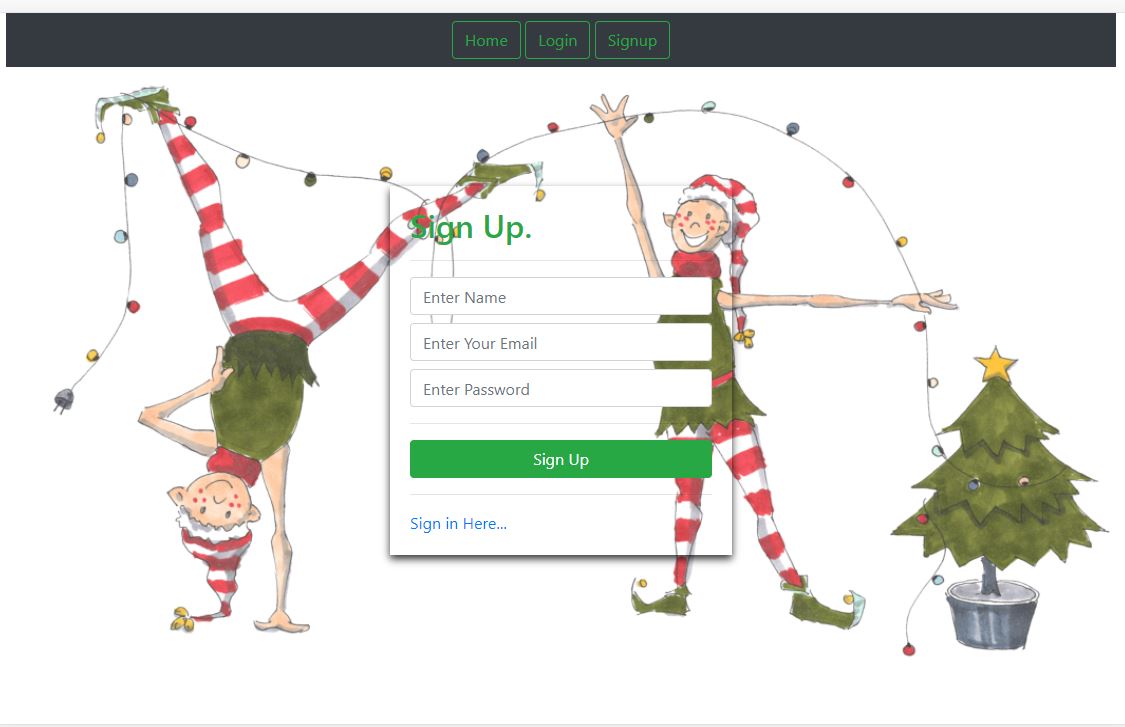 Home Login Signup
Sign Up.
Enter Name
Enter Your Email
Enter Password
Sign Up
Sign in Here...